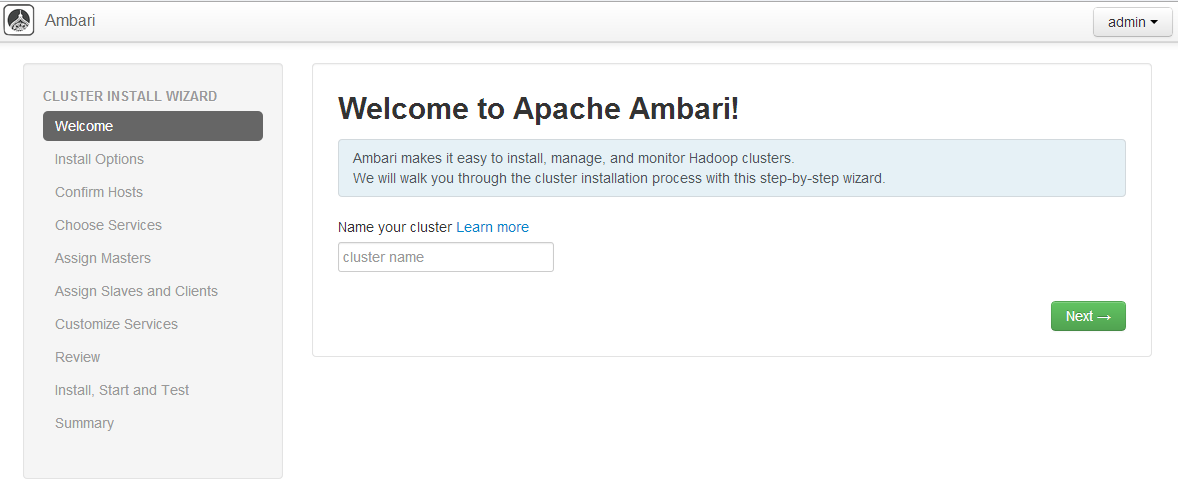 Ambari
admin
CLUSTER INSTALL WIZARD
Welcome
Install Options
Confirm Hosts
Choose Services
Assign Masters
Assign Slaves and Clients
Customize Services
Review
Install, Start and Test
Summary
Welcome to Apache Ambari!
Ambari makes it easy to install, manage, and monitor Hadoop clusters.
We will walk you through the cluster installation process with this step-by-step wizard.
Name your cluster Learn more
cluster name
Next →